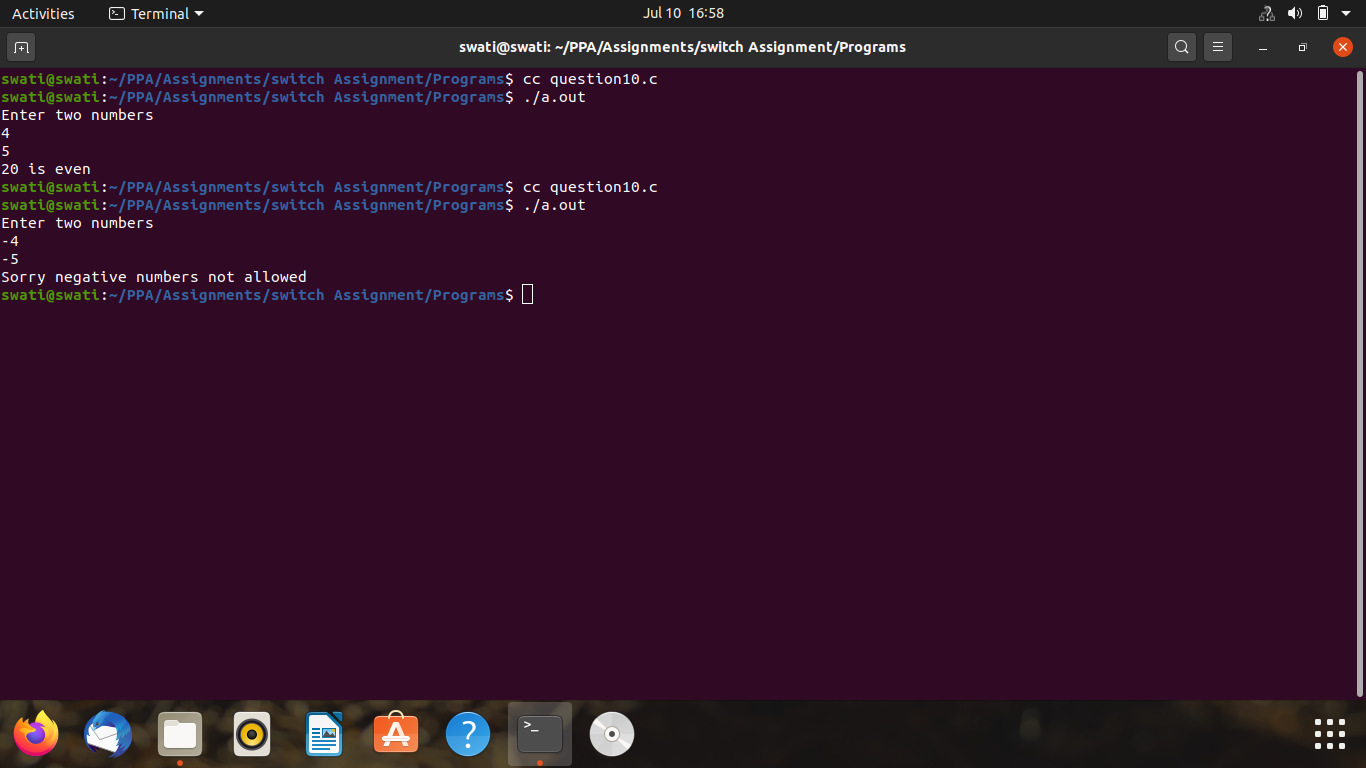 Activities Terminal Jul 10 16:58
swati@swati: ~/PPA/Assignments/switch Assignment/Programs
swati@swati:~/PPA/Assignments/switch Assignment/Programs$ cc question10.c
swati@swati:~/PPA/Assignments/switch Assignment/Programs$ ./a.out
Enter two numbers
4
5
20 is even
swati@swati:~/PPA/Assignments/switch Assignment/Programs$ cc question10.c
swati@swati:~/PPA/Assignments/switch Assignment/Programs$ ./a.out
Enter two numbers
-4
-5
Sorry negative numbers not allowed
swati@swati:~/PPA/Assignments/switch Assignment/Programs$